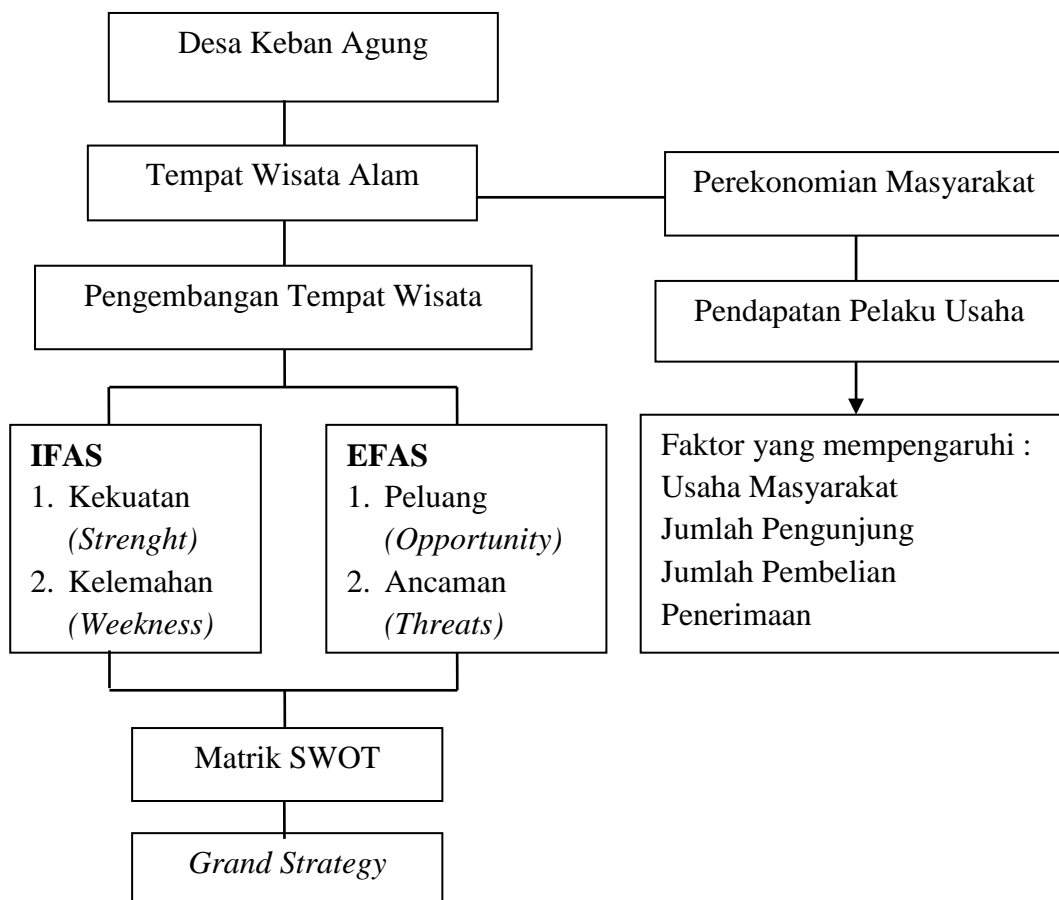 Desa Keban Agung
Tempat Wisata Alam
Perekonomian Masyarakat
Pengembangan Tempat Wisata
Pendapatan Pelaku Usaha
IFAS
1. Kekuatan
(Strenght)
2. Kelemahan
(Weekness)
EFAS
1. Peluang
(Opportunity)
2. Ancaman
(Threats)
Faktor yang mempengaruhi :
Usaha Masyarakat
Jumlah Pengunjung
Jumlah Pembelian
Penerimaan
Matrik SWOT
Grand Strategy